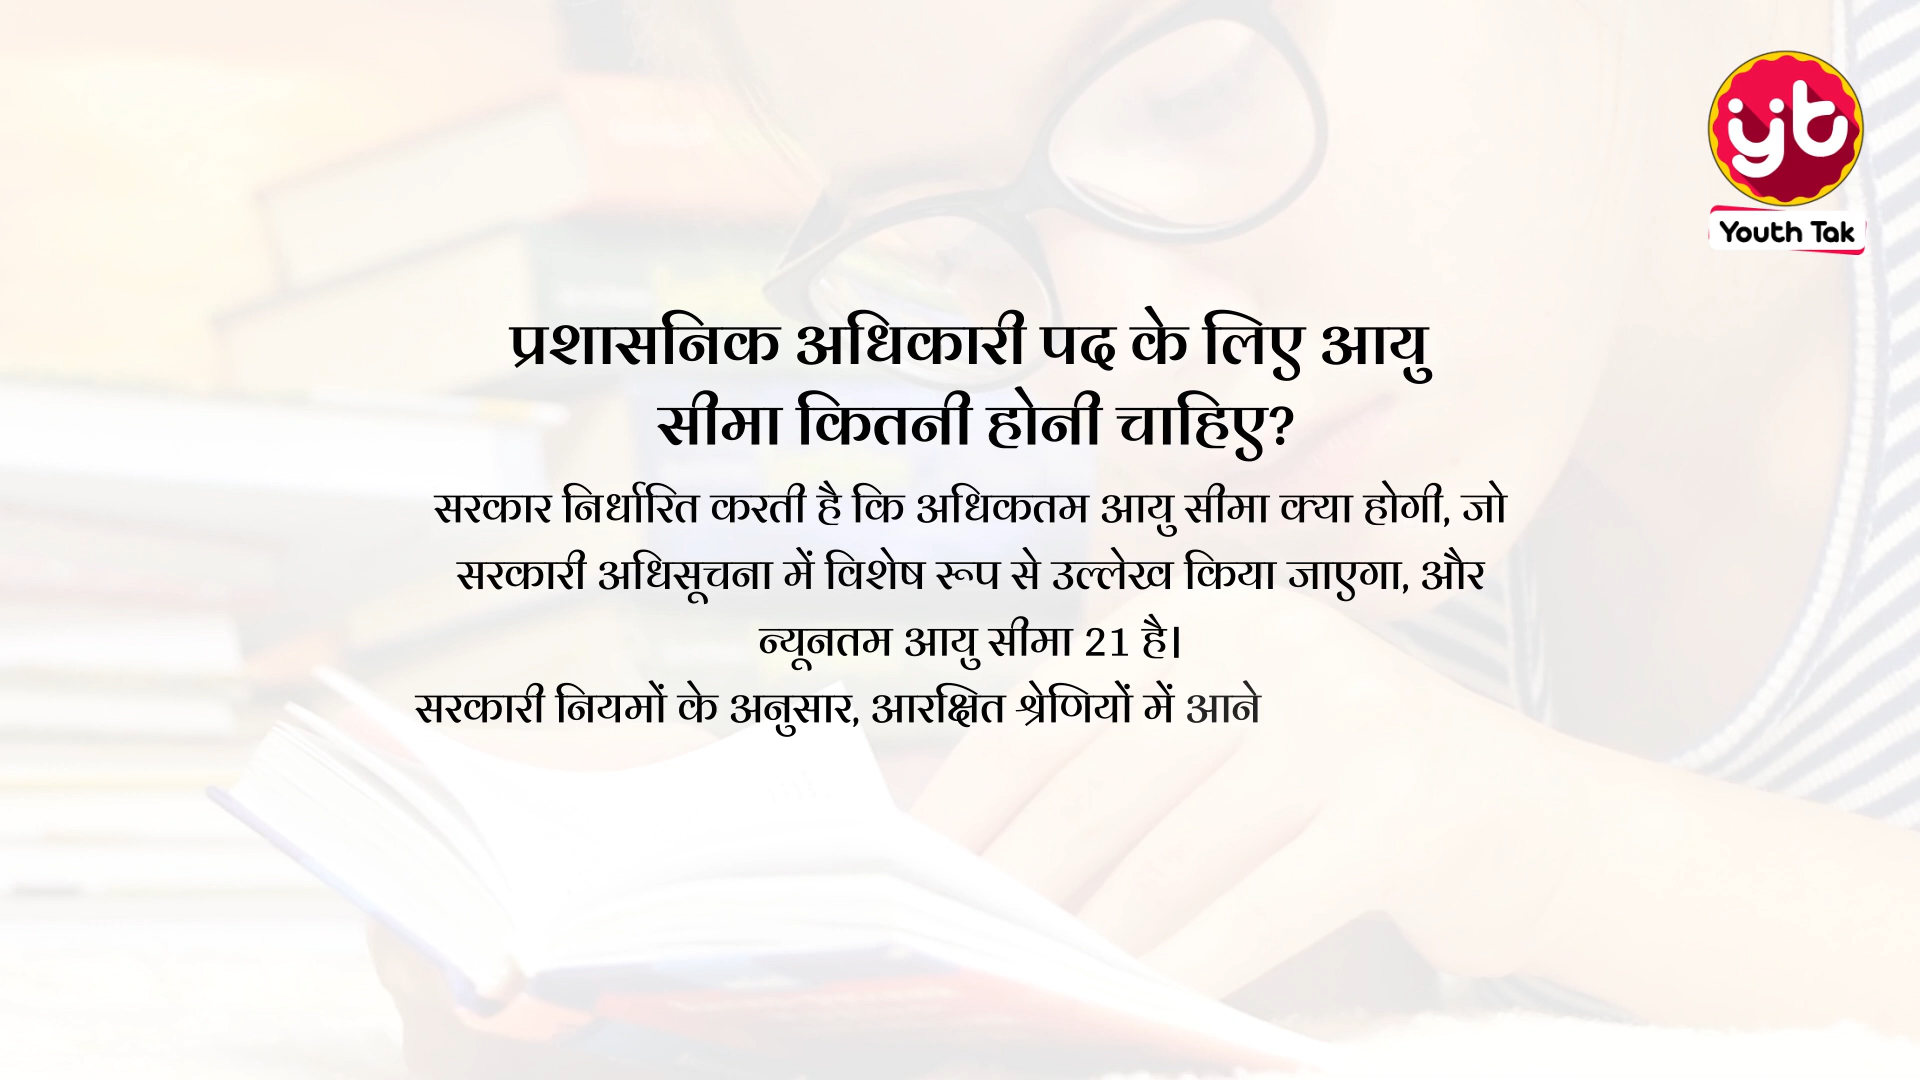 yt
Youth Tak
प्रशासनिक अधिकारी पद के लिए आयु
सीमा कितनी होनी चाहिए?
सरकार निर्धारित करती है कि अधिकतम आयु सीमा क्या होगी, जो
सरकारी अधिसूचना में विशेष रूप से उल्लेख किया जाएगा, और
न्यूनतम आयु सीमा 21 है।
सरकारी नियमों के अनुसार, आरक्षित श्रेणियों में आने